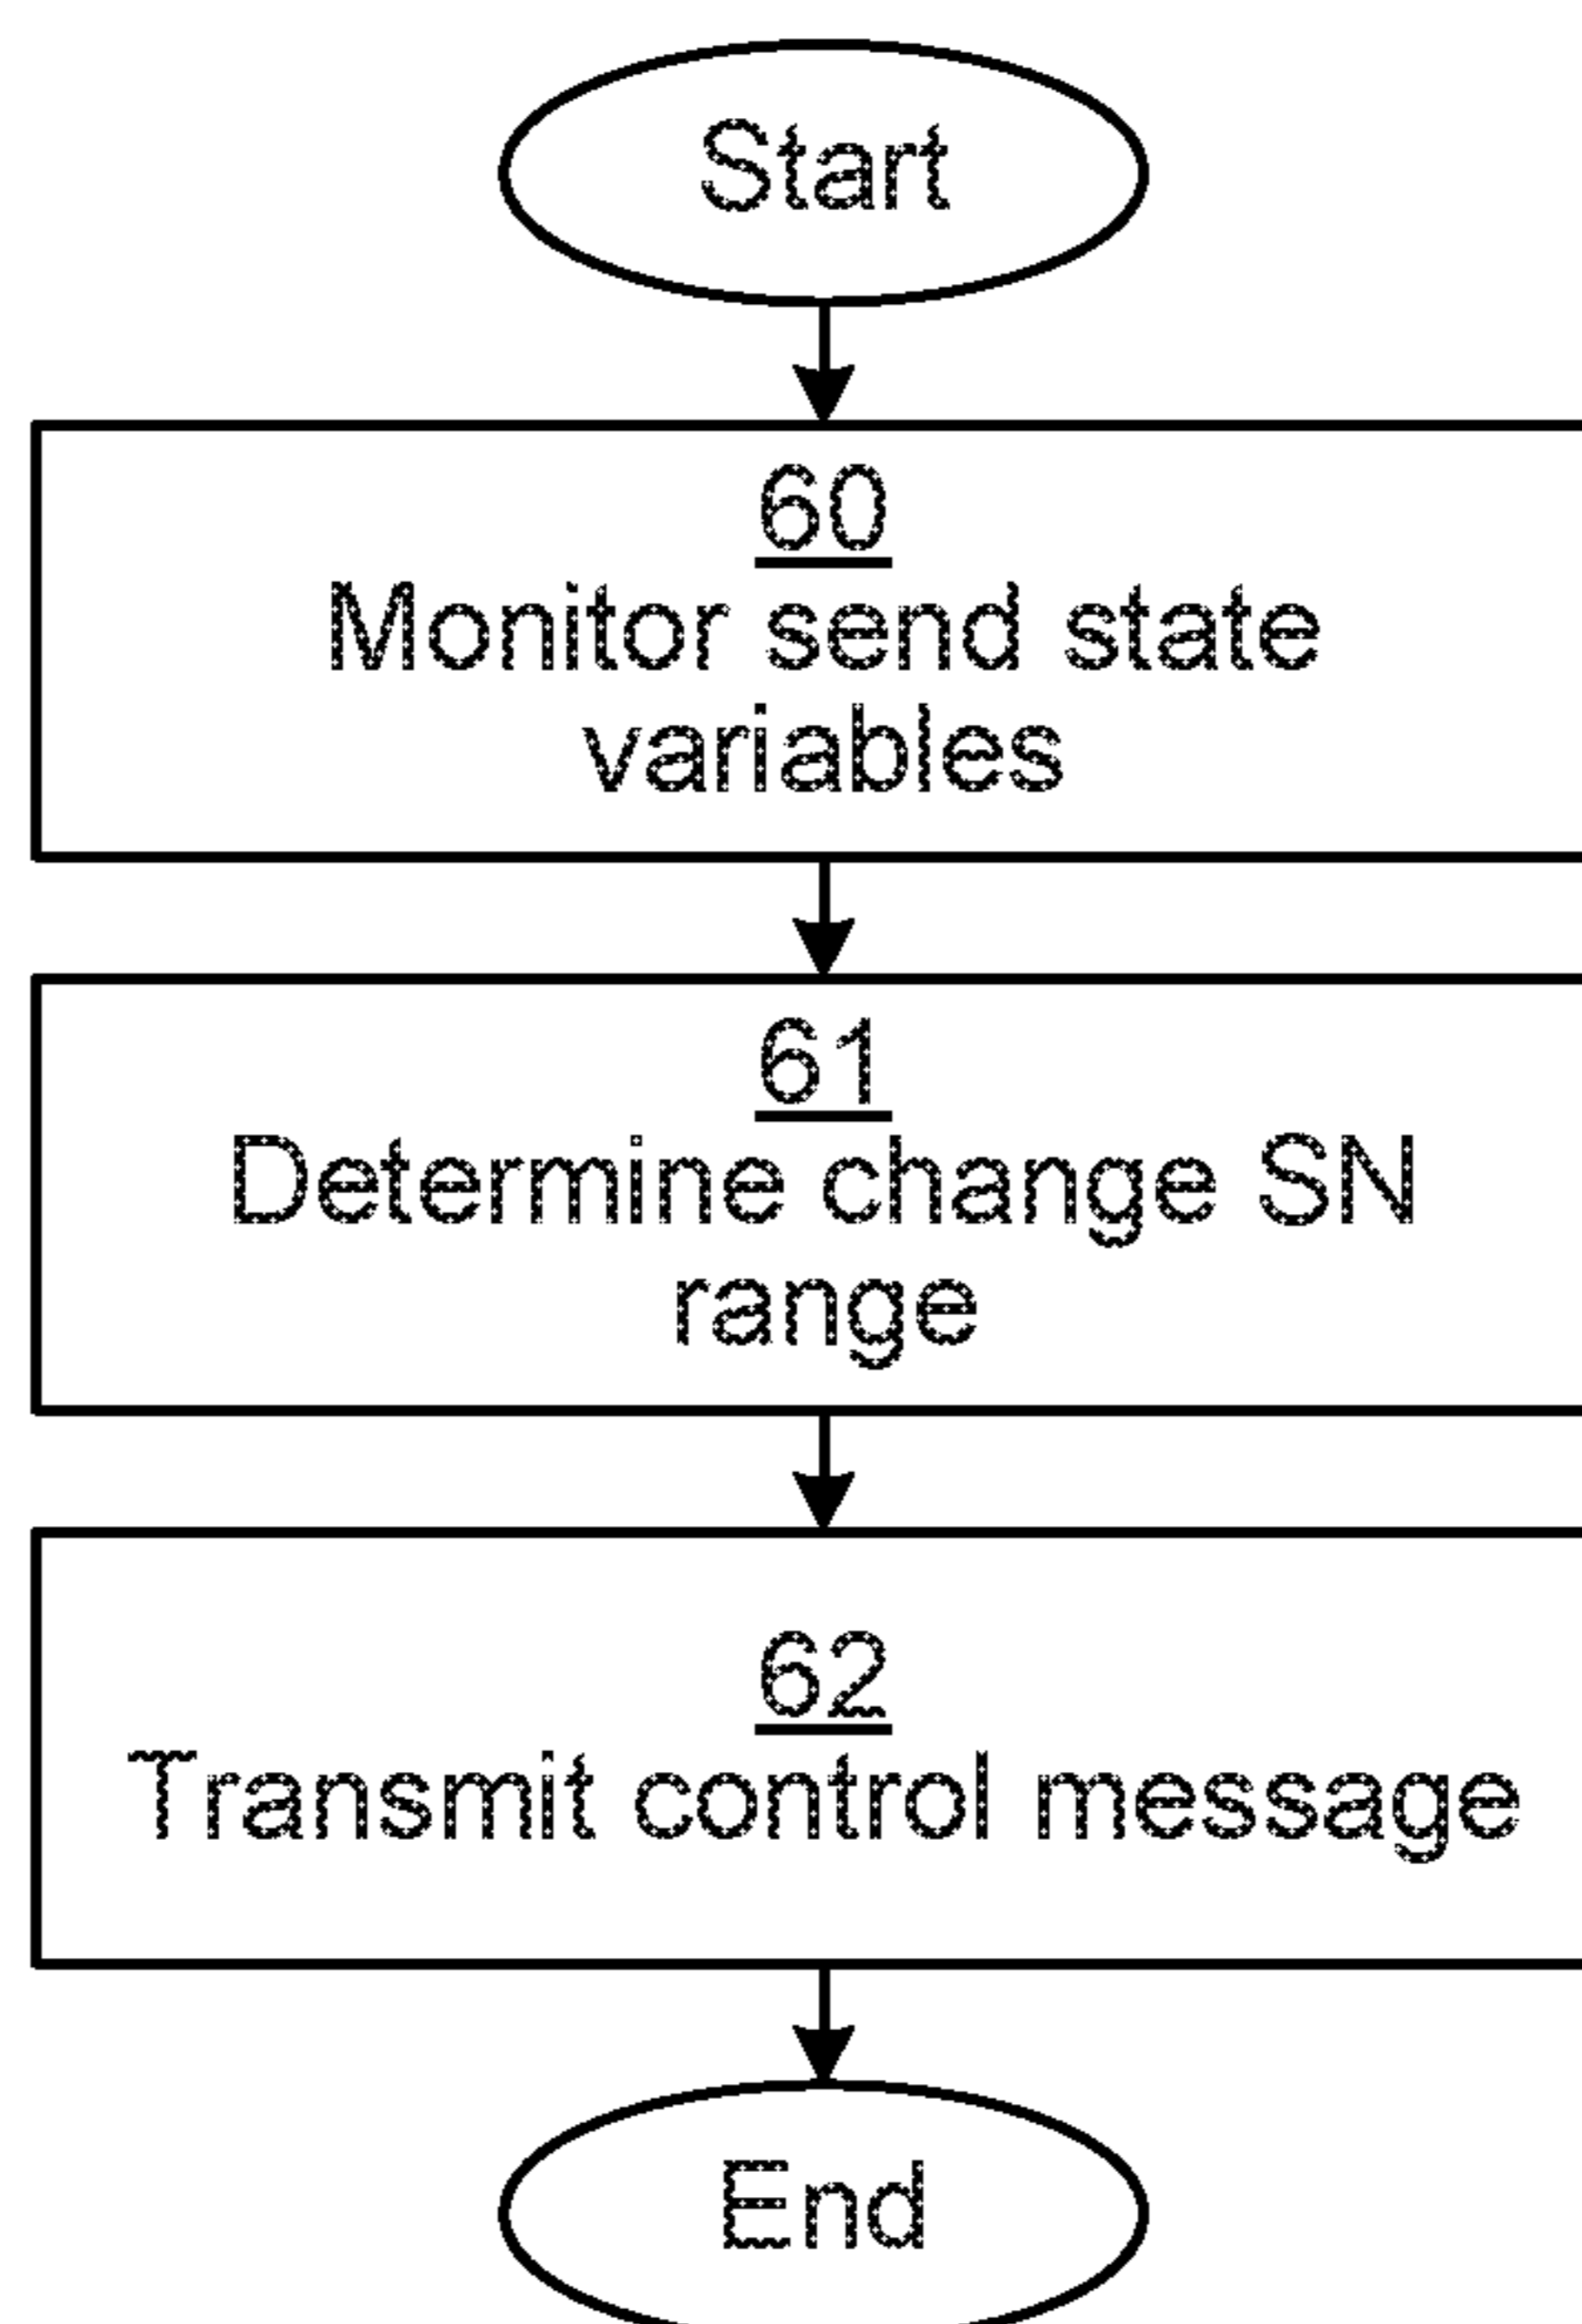 Start
60
Monitor send state
variables
61
Determine change SN
range
62
Transmit control message
End